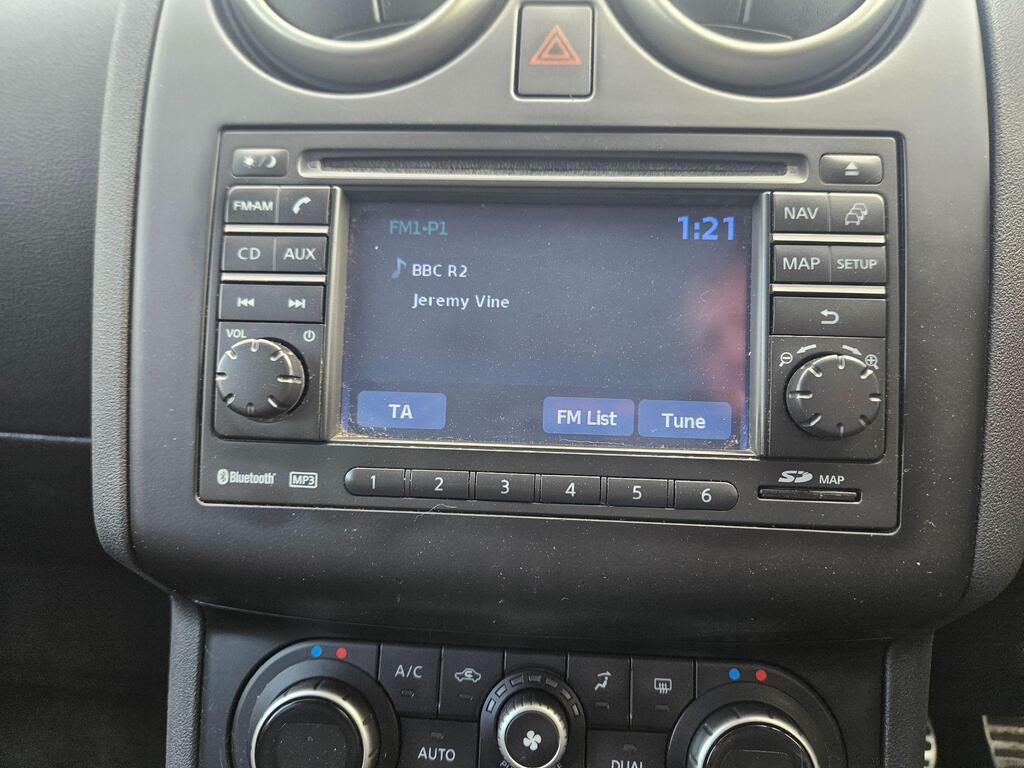 FM·AM
NAV
FM1-P1
1:21
CD AUX
BBC R2
MAP SETUP
Jeremy Vine
VOL
TA
FM List
Tune
Bluetooth
MP3
1 2 3 4 5 6
SD MAP
A/C
AUTO
DUAL